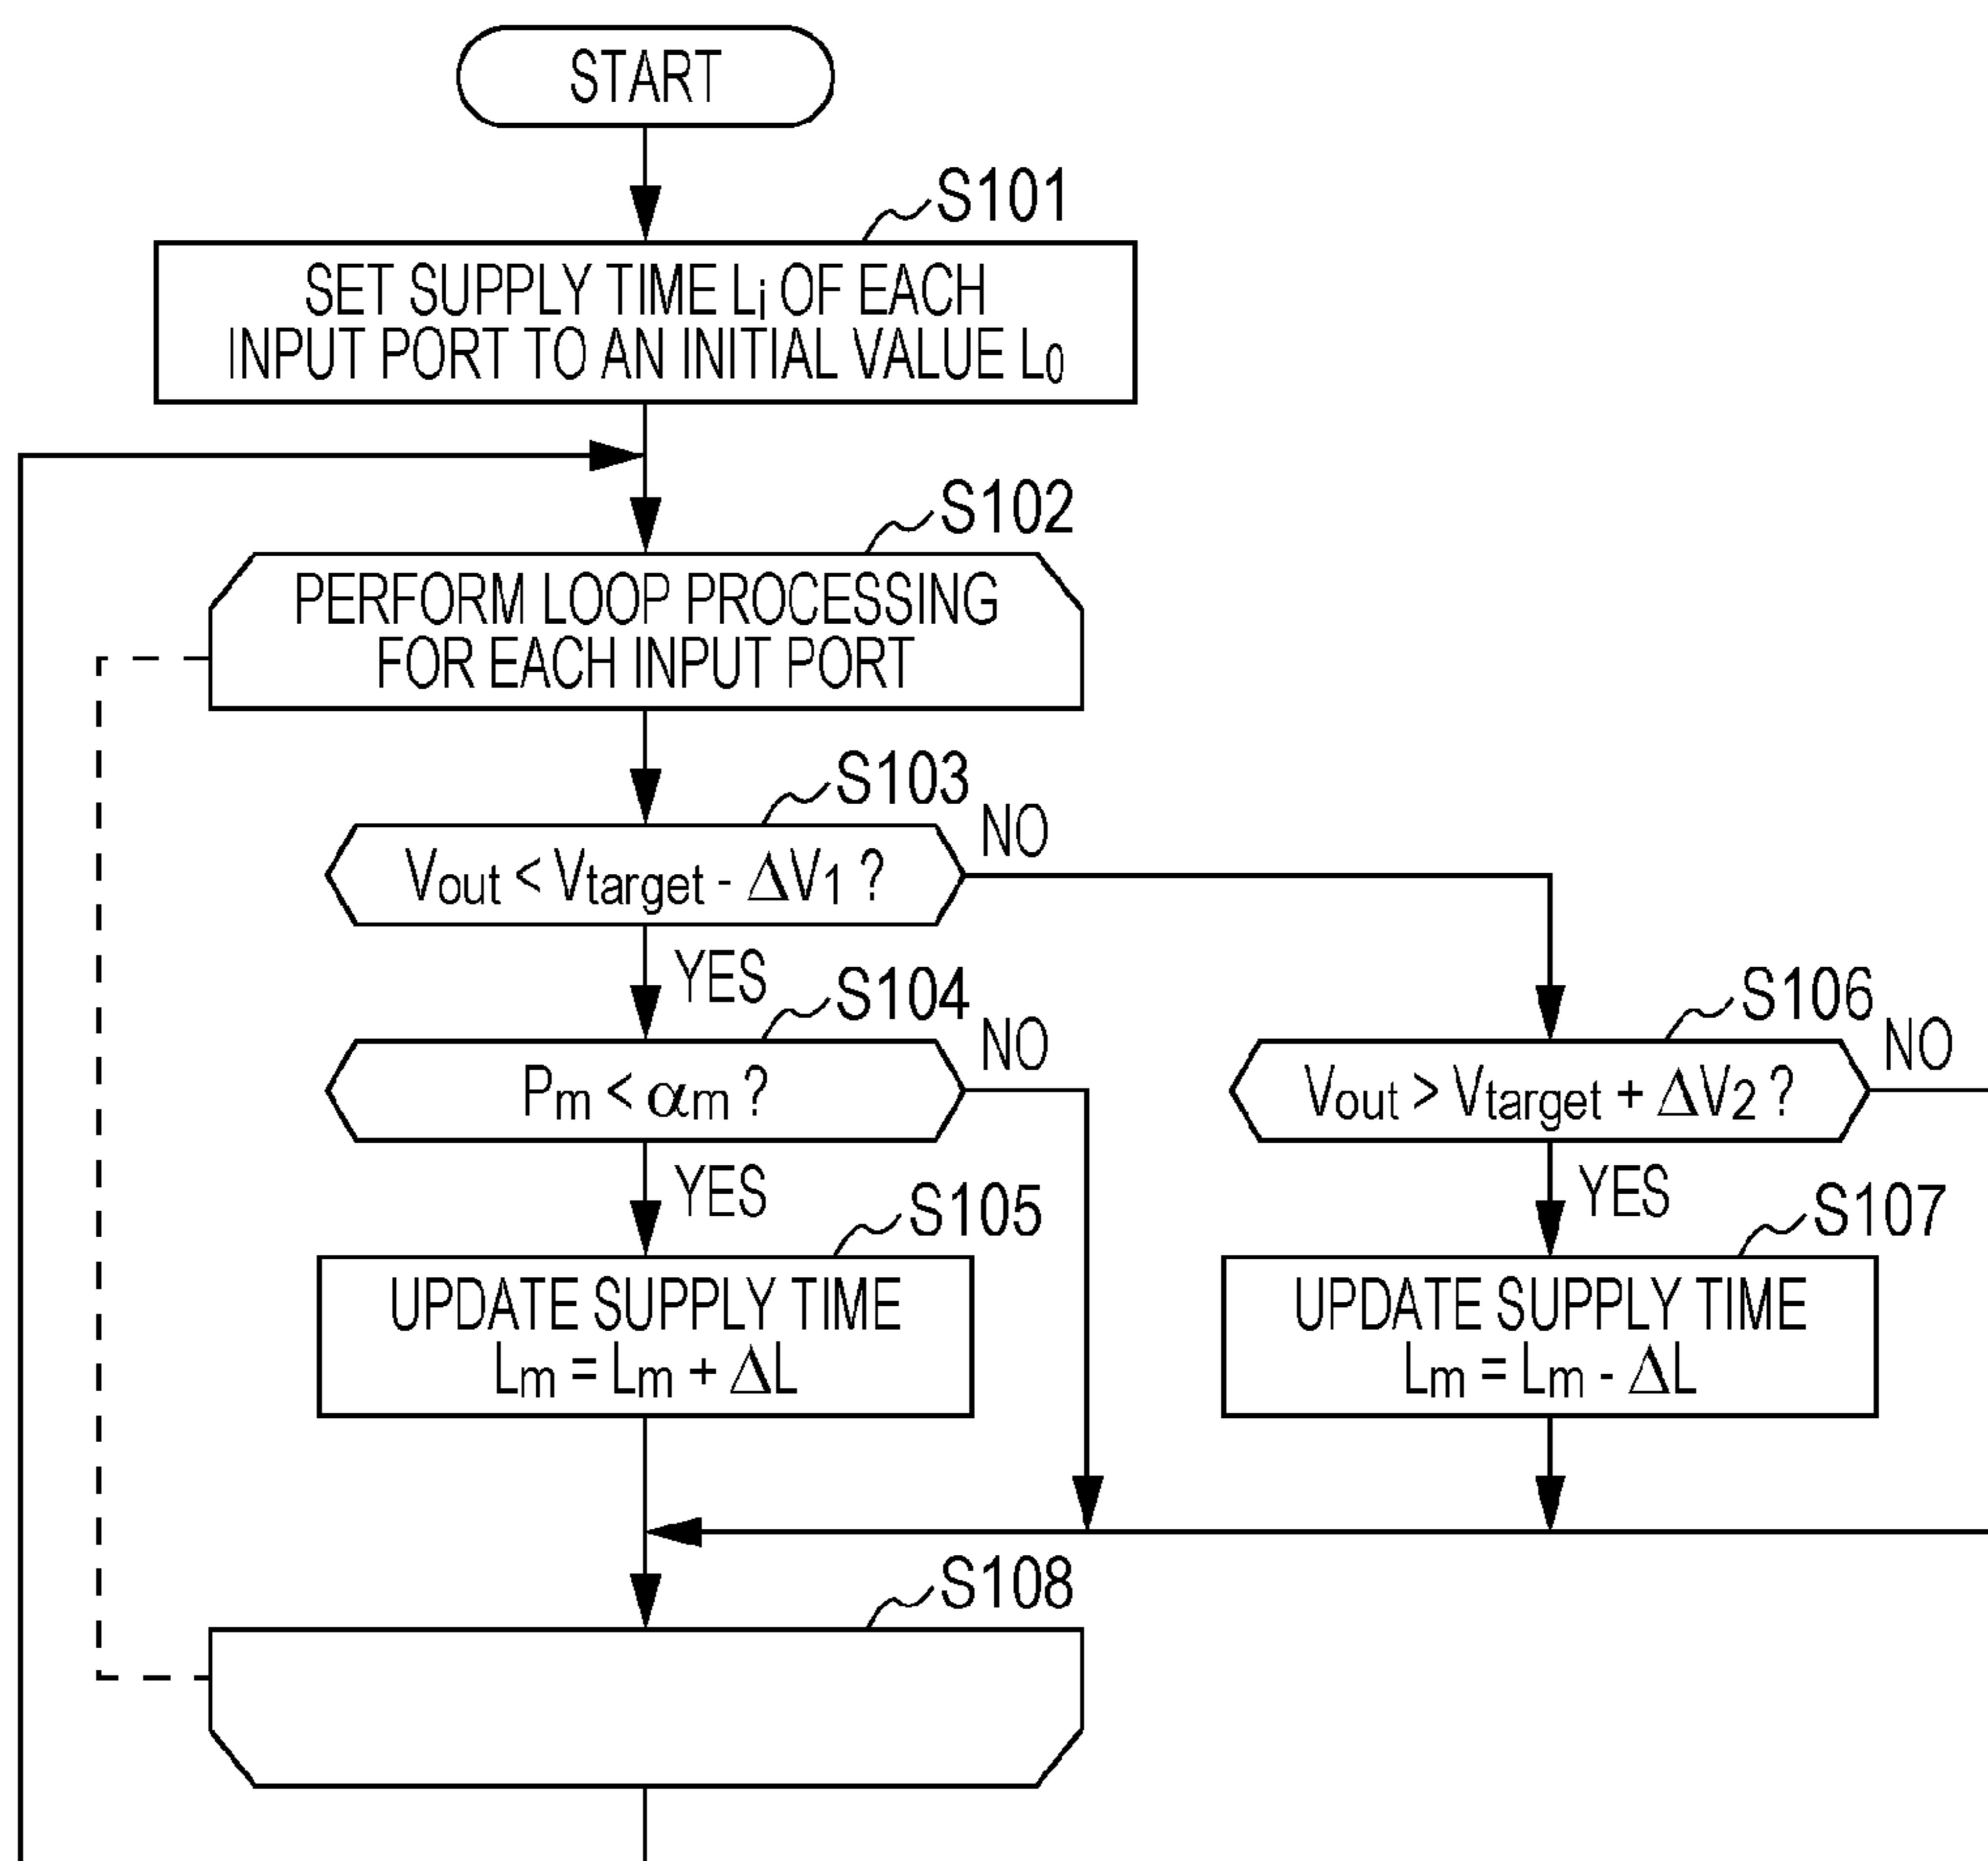 START
S101
SET SUPPLY TIME Li OF EACH
INPUT PORT TO AN INITIAL VALUE L0
S102
PERFORM LOOP PROCESSING
FOR EACH INPUT PORT
S103
Vout < Vtarget - ΔV1 ?
NO
YES
S104
Pm < αm ?
NO
YES
S105
UPDATE SUPPLY TIME
Lm = Lm + ΔL
S106
Vout > Vtarget + ΔV2 ?
NO
YES
S107
UPDATE SUPPLY TIME
Lm = Lm - ΔL
S108